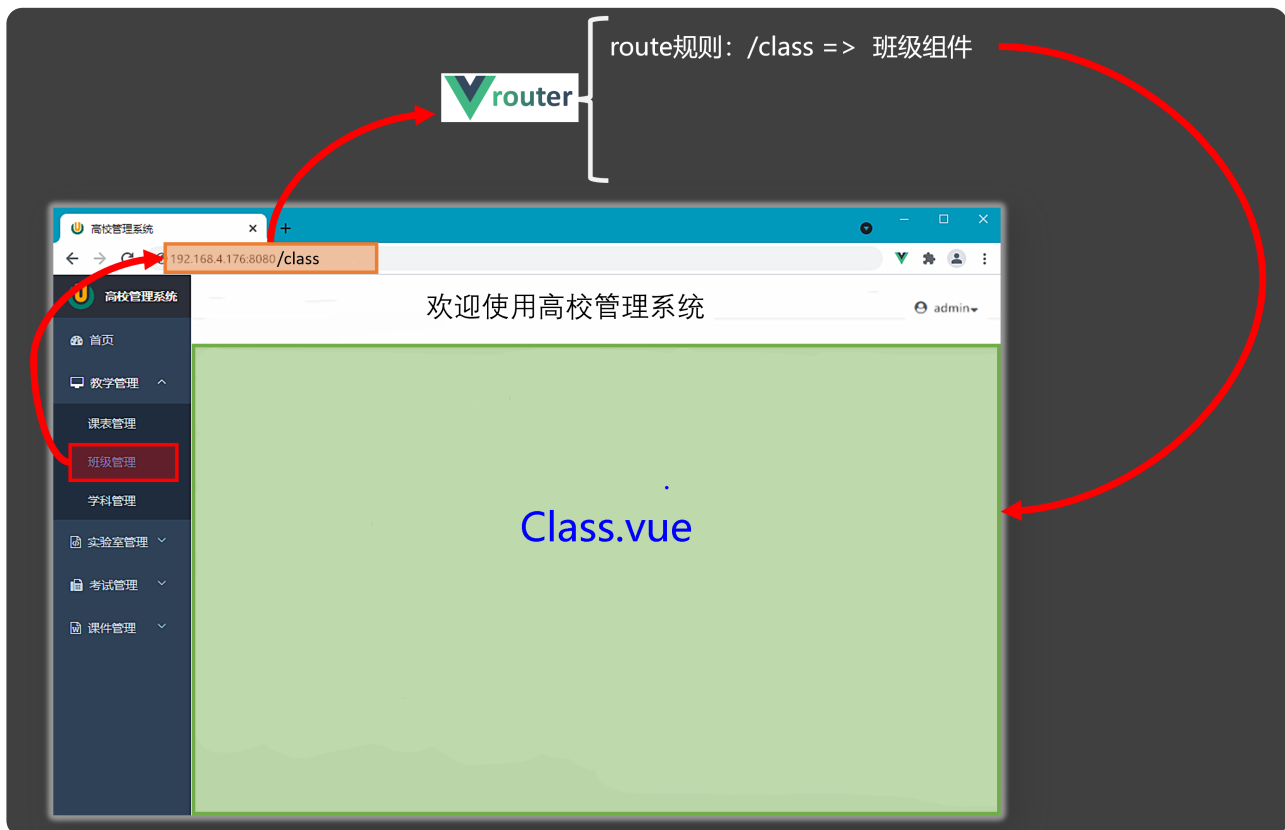 route规则：/class => 班级组件
router
高校管理系统
192.168.4.176:8080/class
高校管理系统
欢迎使用高校管理系统
admin
首页
教学管理
课表管理
班级管理
学科管理
Class.vue
实验室管理
考试管理
课件管理